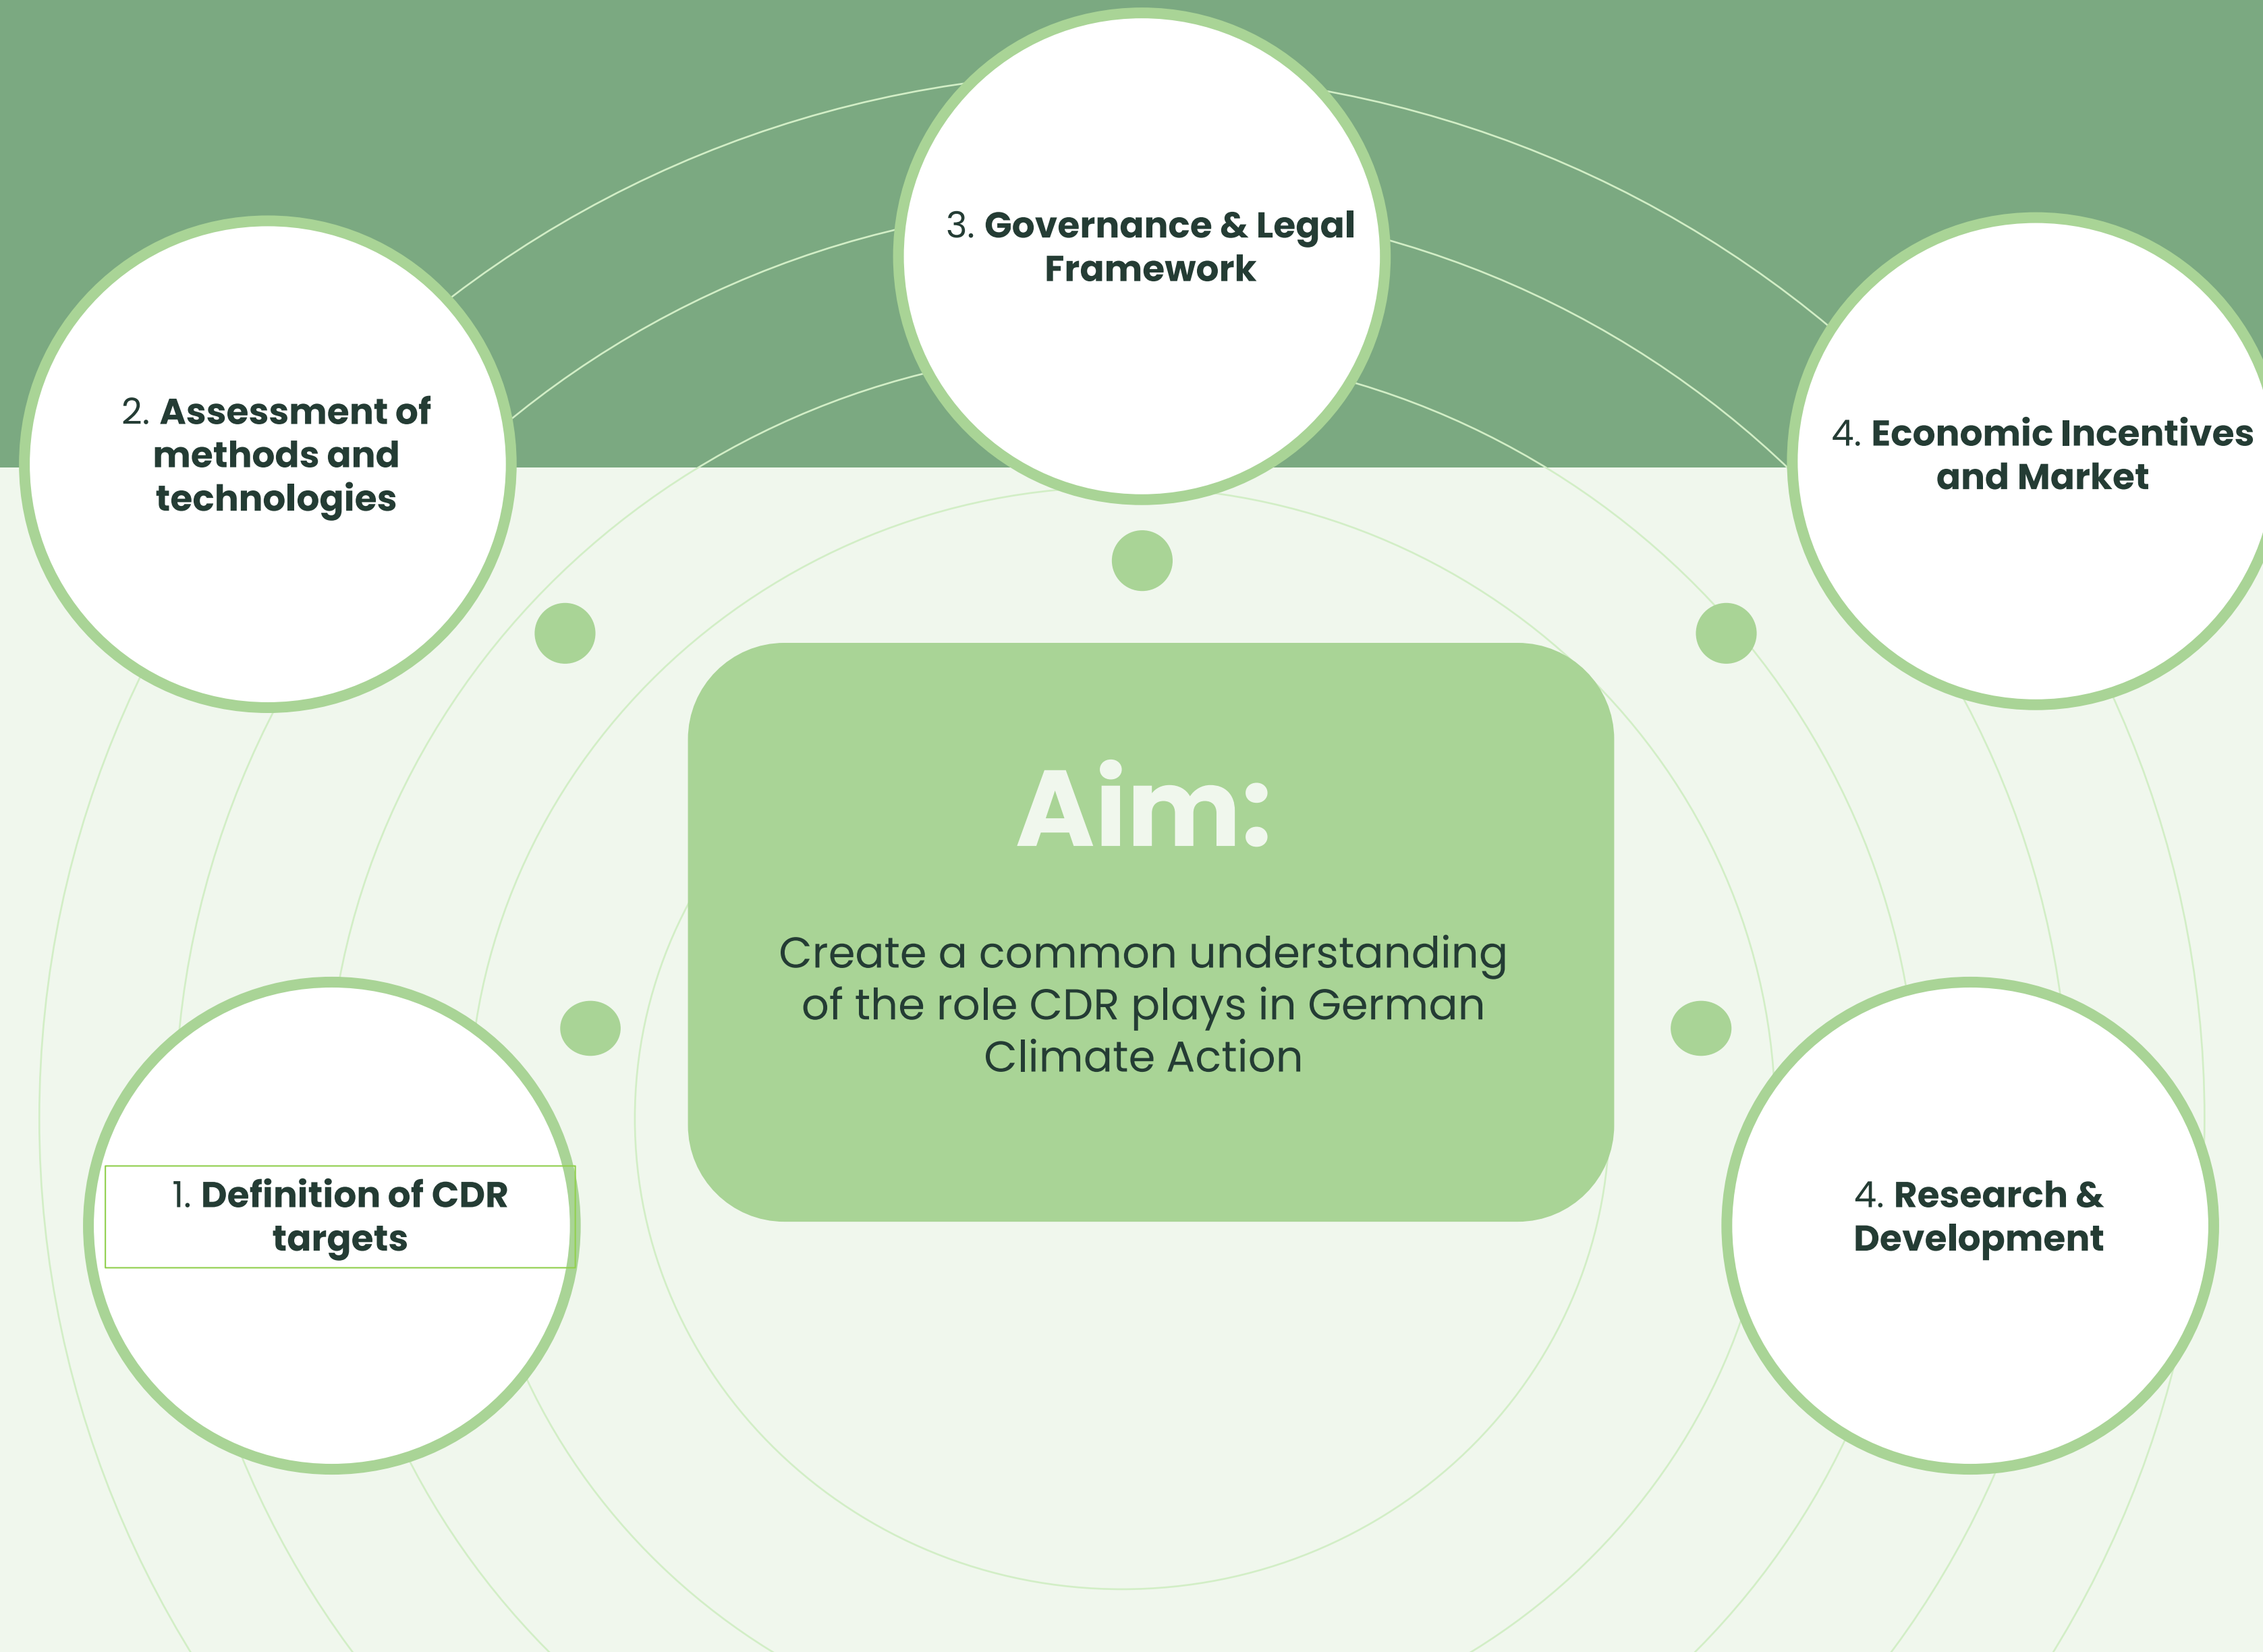 3. Governance & Legal
Framework
2. Assessment of
methods and
technologies
4. Economic Incentives
and Market
Aim:
Create a common understanding
of the role CDR plays in German
Climate Action
1. Definition of CDR
targets
4. Research &
Development